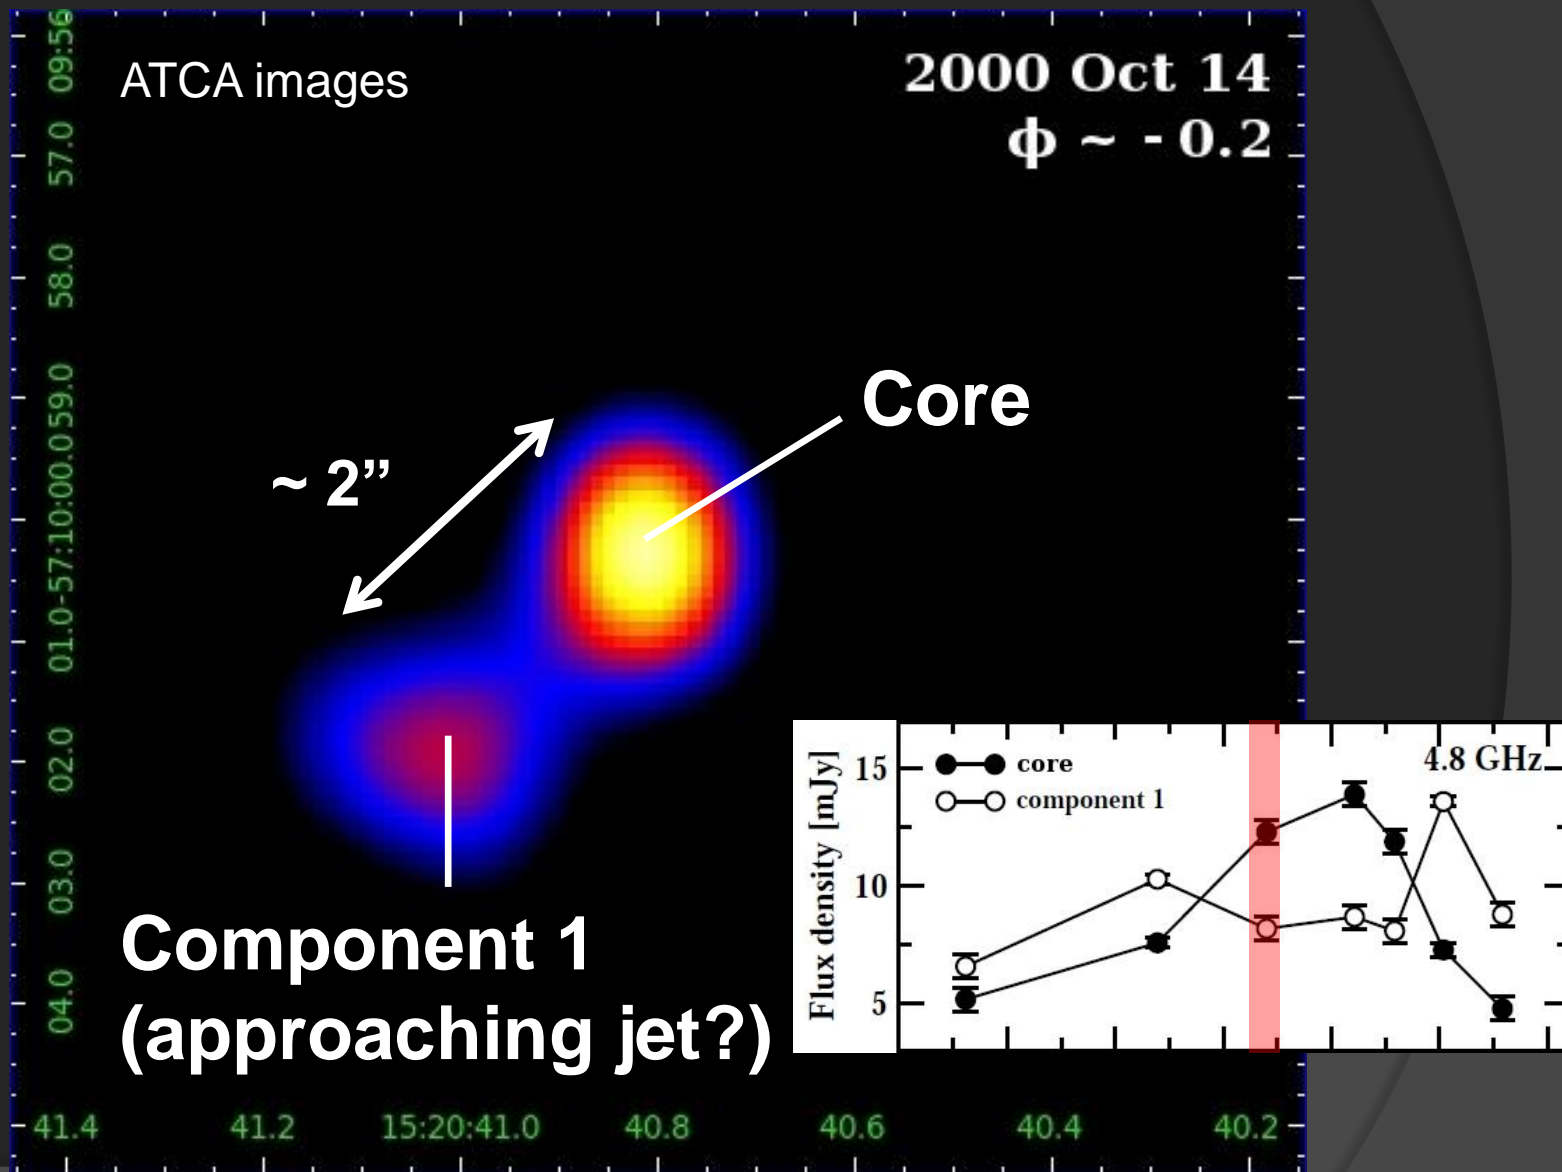 ATCA images
2000 Oct 14
ϕ ~ - 0.2
Core
~ 2”
Component 1
(approaching jet?)
09:56
57.0
58.0
-57:10:00.059.0
01.0
02.0
03.0
04.0
41.4 41.2 15:20:41.0 40.8 40.6 40.4 40.2
Flux density [mJy]
15
10
5
core
component 1
4.8 GHz